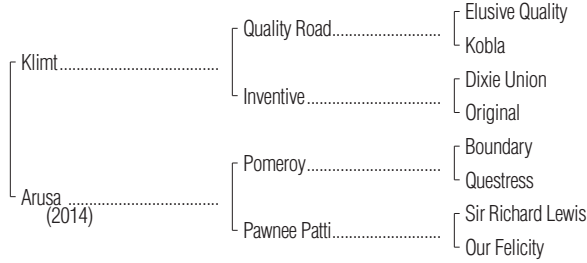 Elusive Quality
Quality Road
Kobla
Klimt
Dixie Union
Inventive
Original
Boundary
Pomeroy
Questress
Arusa
(2014)
Sir Richard Lewis
Pawnee Patti
Our Felicity